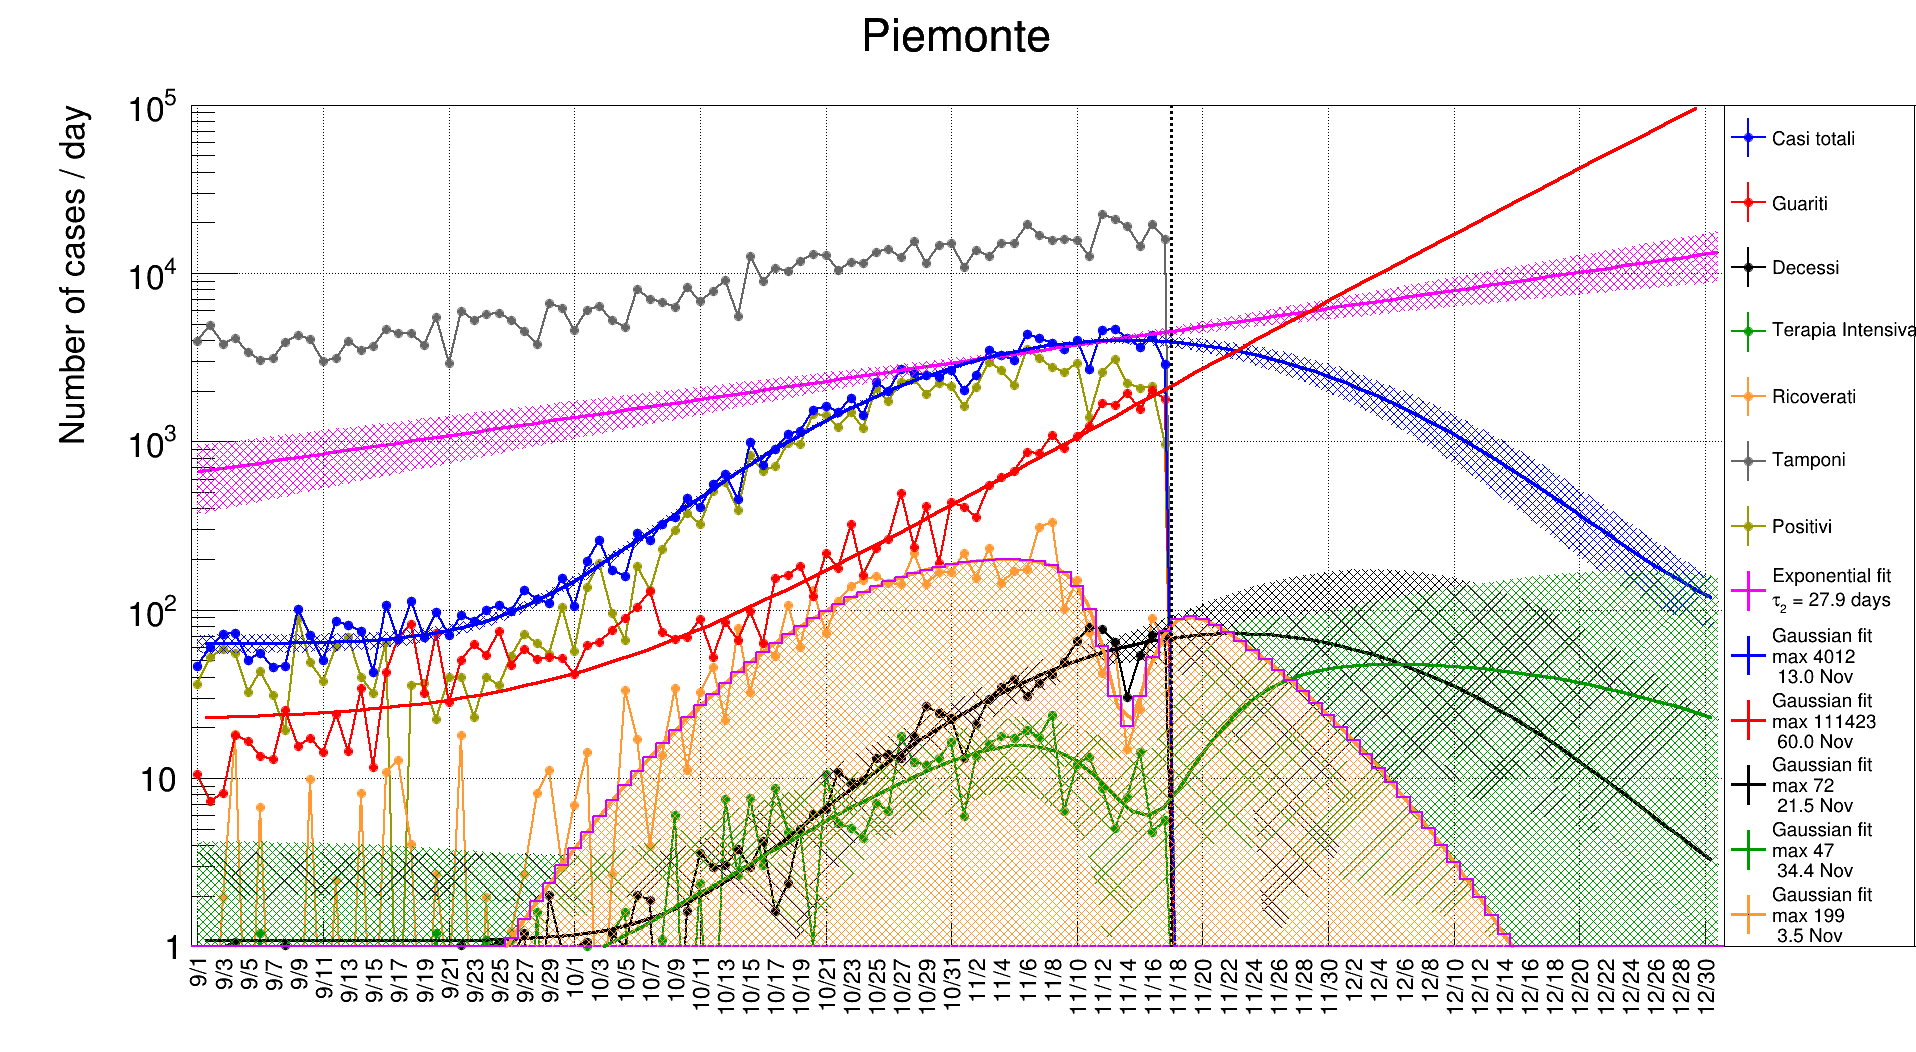 Piemonte
Number of cases / day
10^5
10^4
10^3
10^2
10
1
9/1
9/3
9/5
9/7
9/9
9/11
9/13
9/15
9/17
9/19
9/21
9/23
9/25
9/27
9/29
10/1
10/3
10/5
10/7
10/9
10/11
10/13
10/15
10/17
10/19
10/21
10/23
10/25
10/27
10/29
10/31
11/2
11/4
11/6
11/8
11/10
11/12
11/14
11/16
11/18
11/20
11/22
11/24
11/26
11/28
11/30
12/2
12/4
12/6
12/8
12/10
12/12
12/14
12/16
12/18
12/20
12/22
12/24
12/26
12/28
12/30
Casi totali
Guariti
Decessi
Terapia Intensiva
Ricoverati
Tamponi
Positivi
Exponential fit
τ₂ = 27.9 days
Gaussian fit
max 4012
13.0 Nov
Gaussian fit
max 111423
60.0 Nov
Gaussian fit
max 72
21.5 Nov
Gaussian fit
max 47
34.4 Nov
Gaussian fit
max 199
3.5 Nov